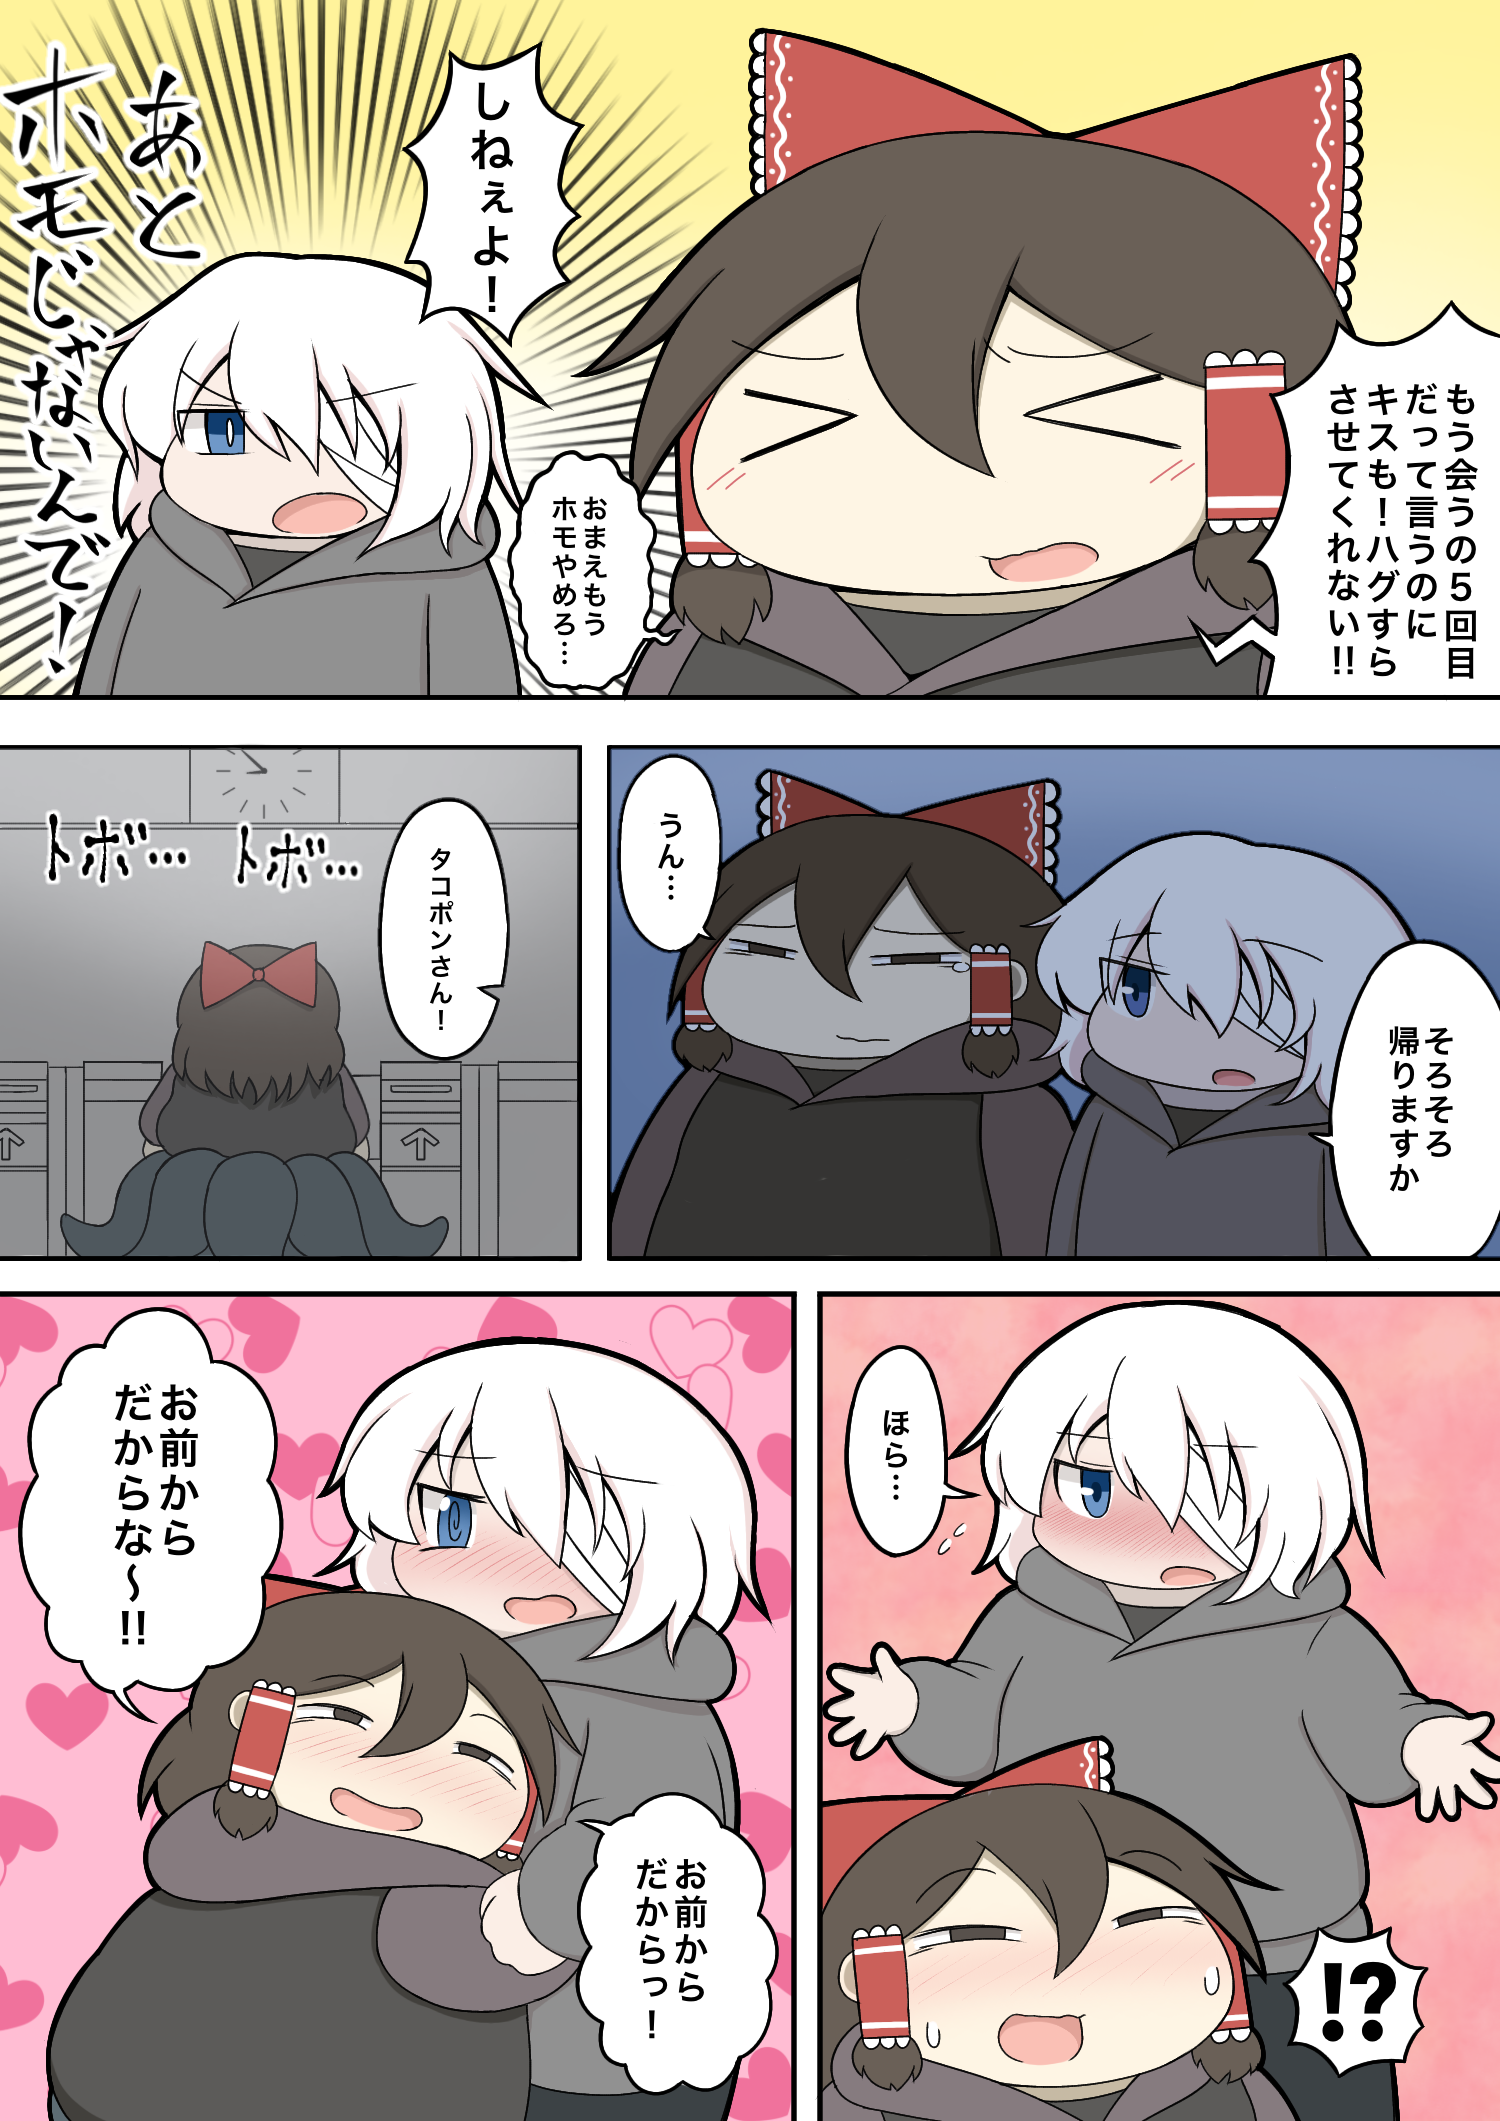 もう会うの5回目
だって言うのに
キスも！ハグすら
させてくれない!!
おまえもう
ホモやめろ…
しねぇよ！
あと
ホモじゃないんで！
そろそろ
帰りますか
うん…
タコポンさん！
トボ…
トボ…
ほら…
!?
お前から
だからな～!!
お前から
だからっ！